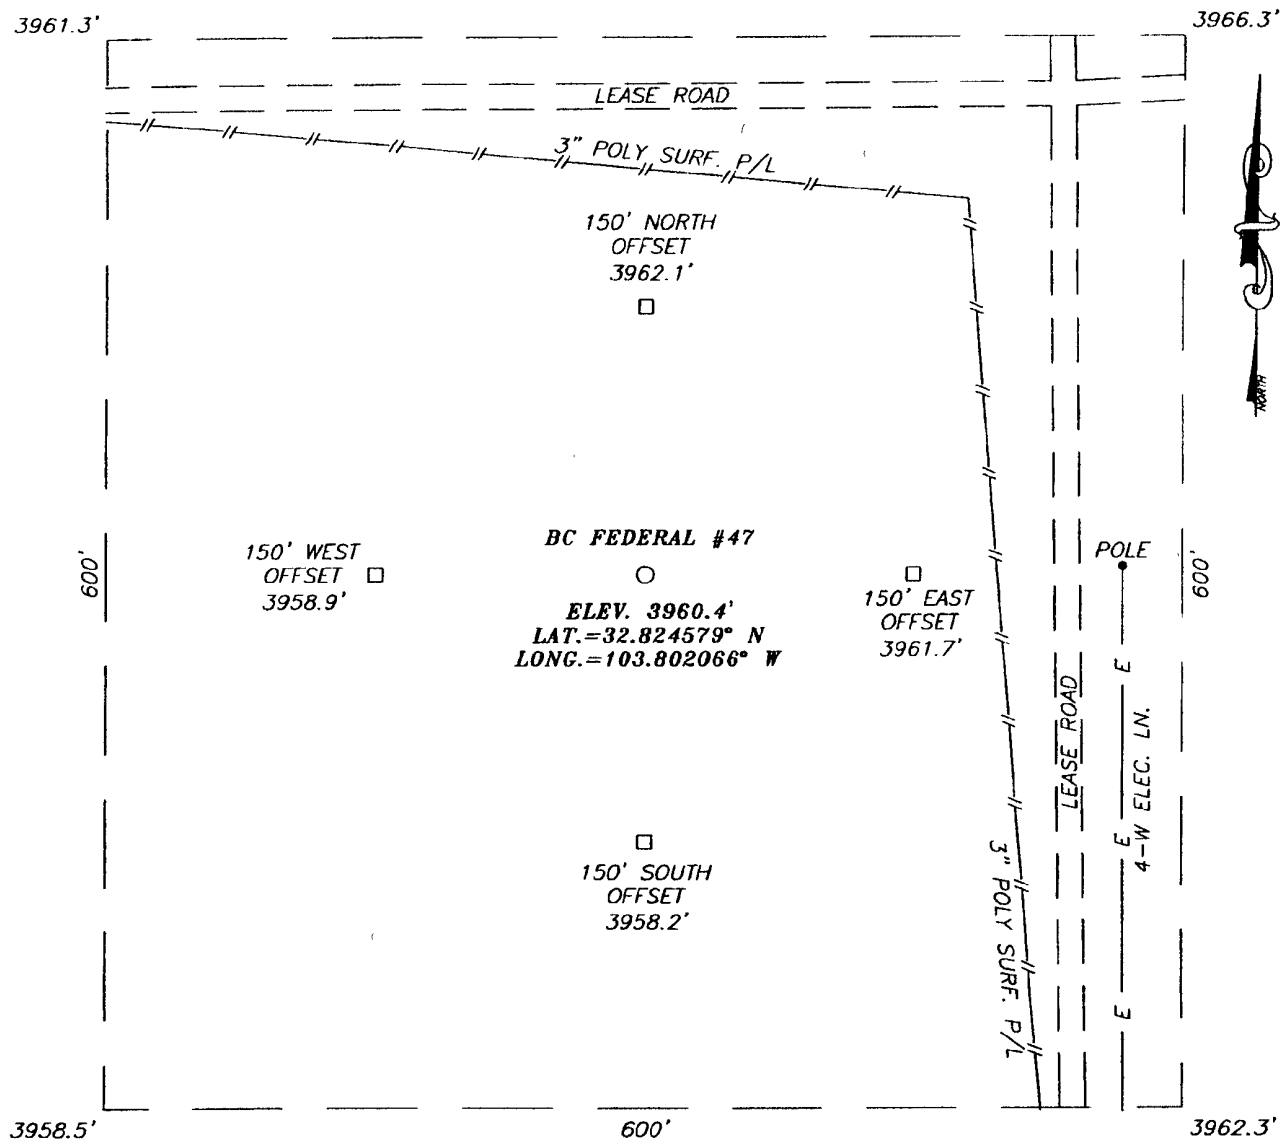 3961.3'
3966.3'
LEASE ROAD
3" POLY SURF. P/L
150' NORTH
OFFSET
3962.1'
NORTH
BC FEDERAL #47
150' WEST
OFFSET
3958.9'
600'
POLE
600'
ELEV. 3960.4'
LAT.=32.824579° N
LONG.=103.802066° W
150' EAST
OFFSET
3961.7'
E
LEASE ROAD
4-W ELEC. LN.
E
150' SOUTH
OFFSET
3958.2'
3" POLY SURF. P/L
E
3958.5'
600'
3962.3'